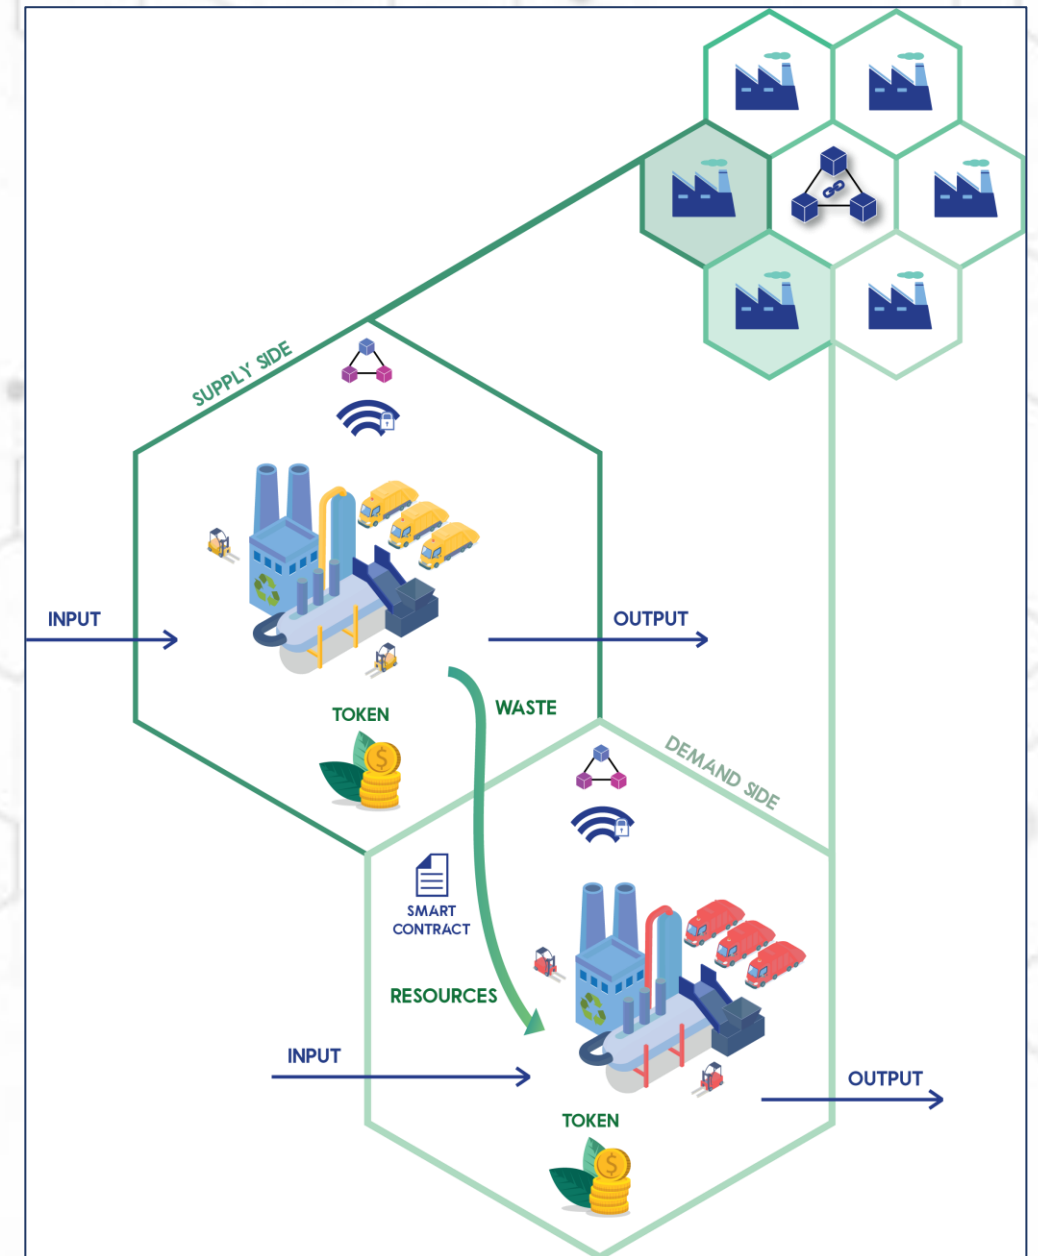 SUPPLY SIDE
INPUT
OUTPUT
TOKEN
WASTE
DEMAND SIDE
SMART
CONTRACT
RESOURCES
INPUT
OUTPUT
TOKEN